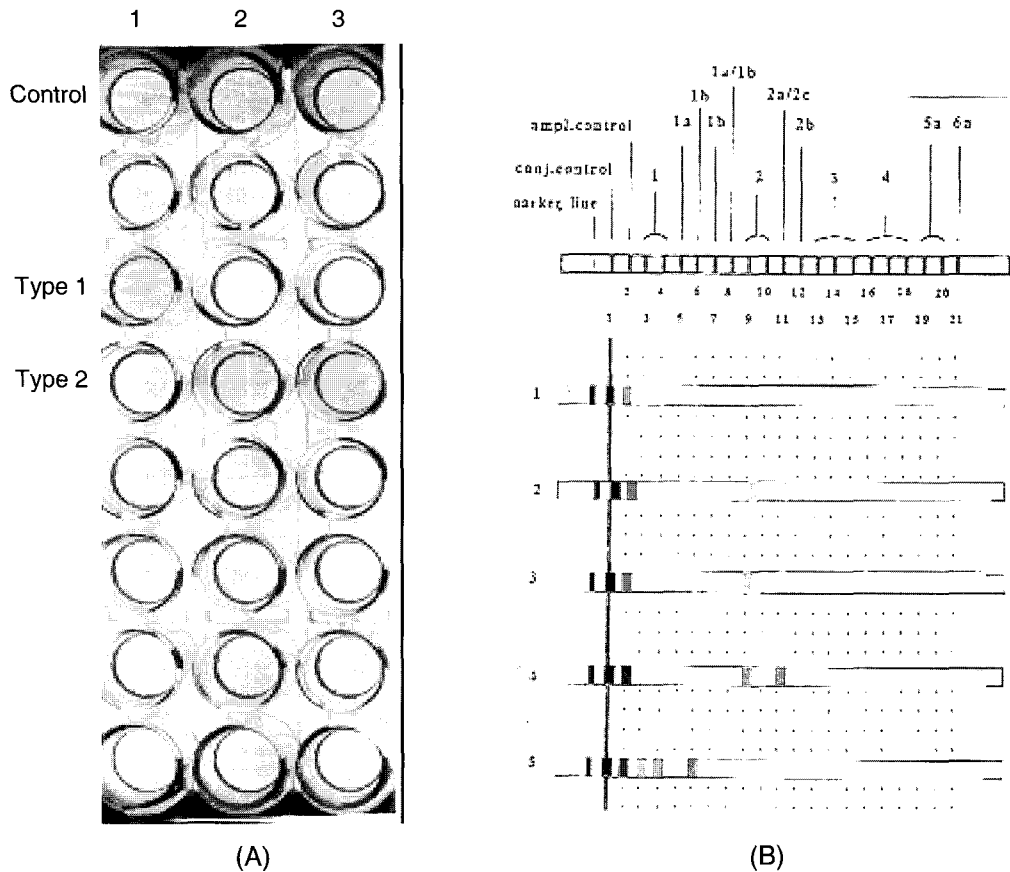 1 2 3
Control
Type 1
Type 2
(A)
1a/1b
1b 2a/2c
ampl.control 1a 1b 2b 5a 6a
conj.control 1 2 3 4
marker line
2 4 6 8 10 12 14 16 18 20
1 3 5 7 9 11 13 15 17 19 21
1
2
3
4
5
(B)